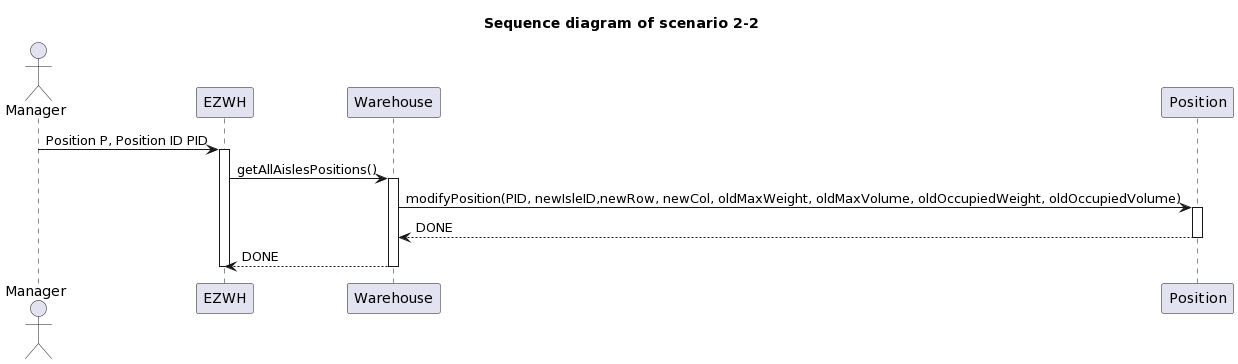 Sequence diagram of scenario 2-2
Manager
EZWH
Warehouse
Position
Position P, Position ID PID
getAllAislesPositions()
modifyPosition(PID, newIsleID,newRow, newCol, oldMaxWeight, oldMaxVolume, oldOccupiedWeight, oldOccupiedVolume)
DONE
DONE
Manager
EZWH
Warehouse
Position